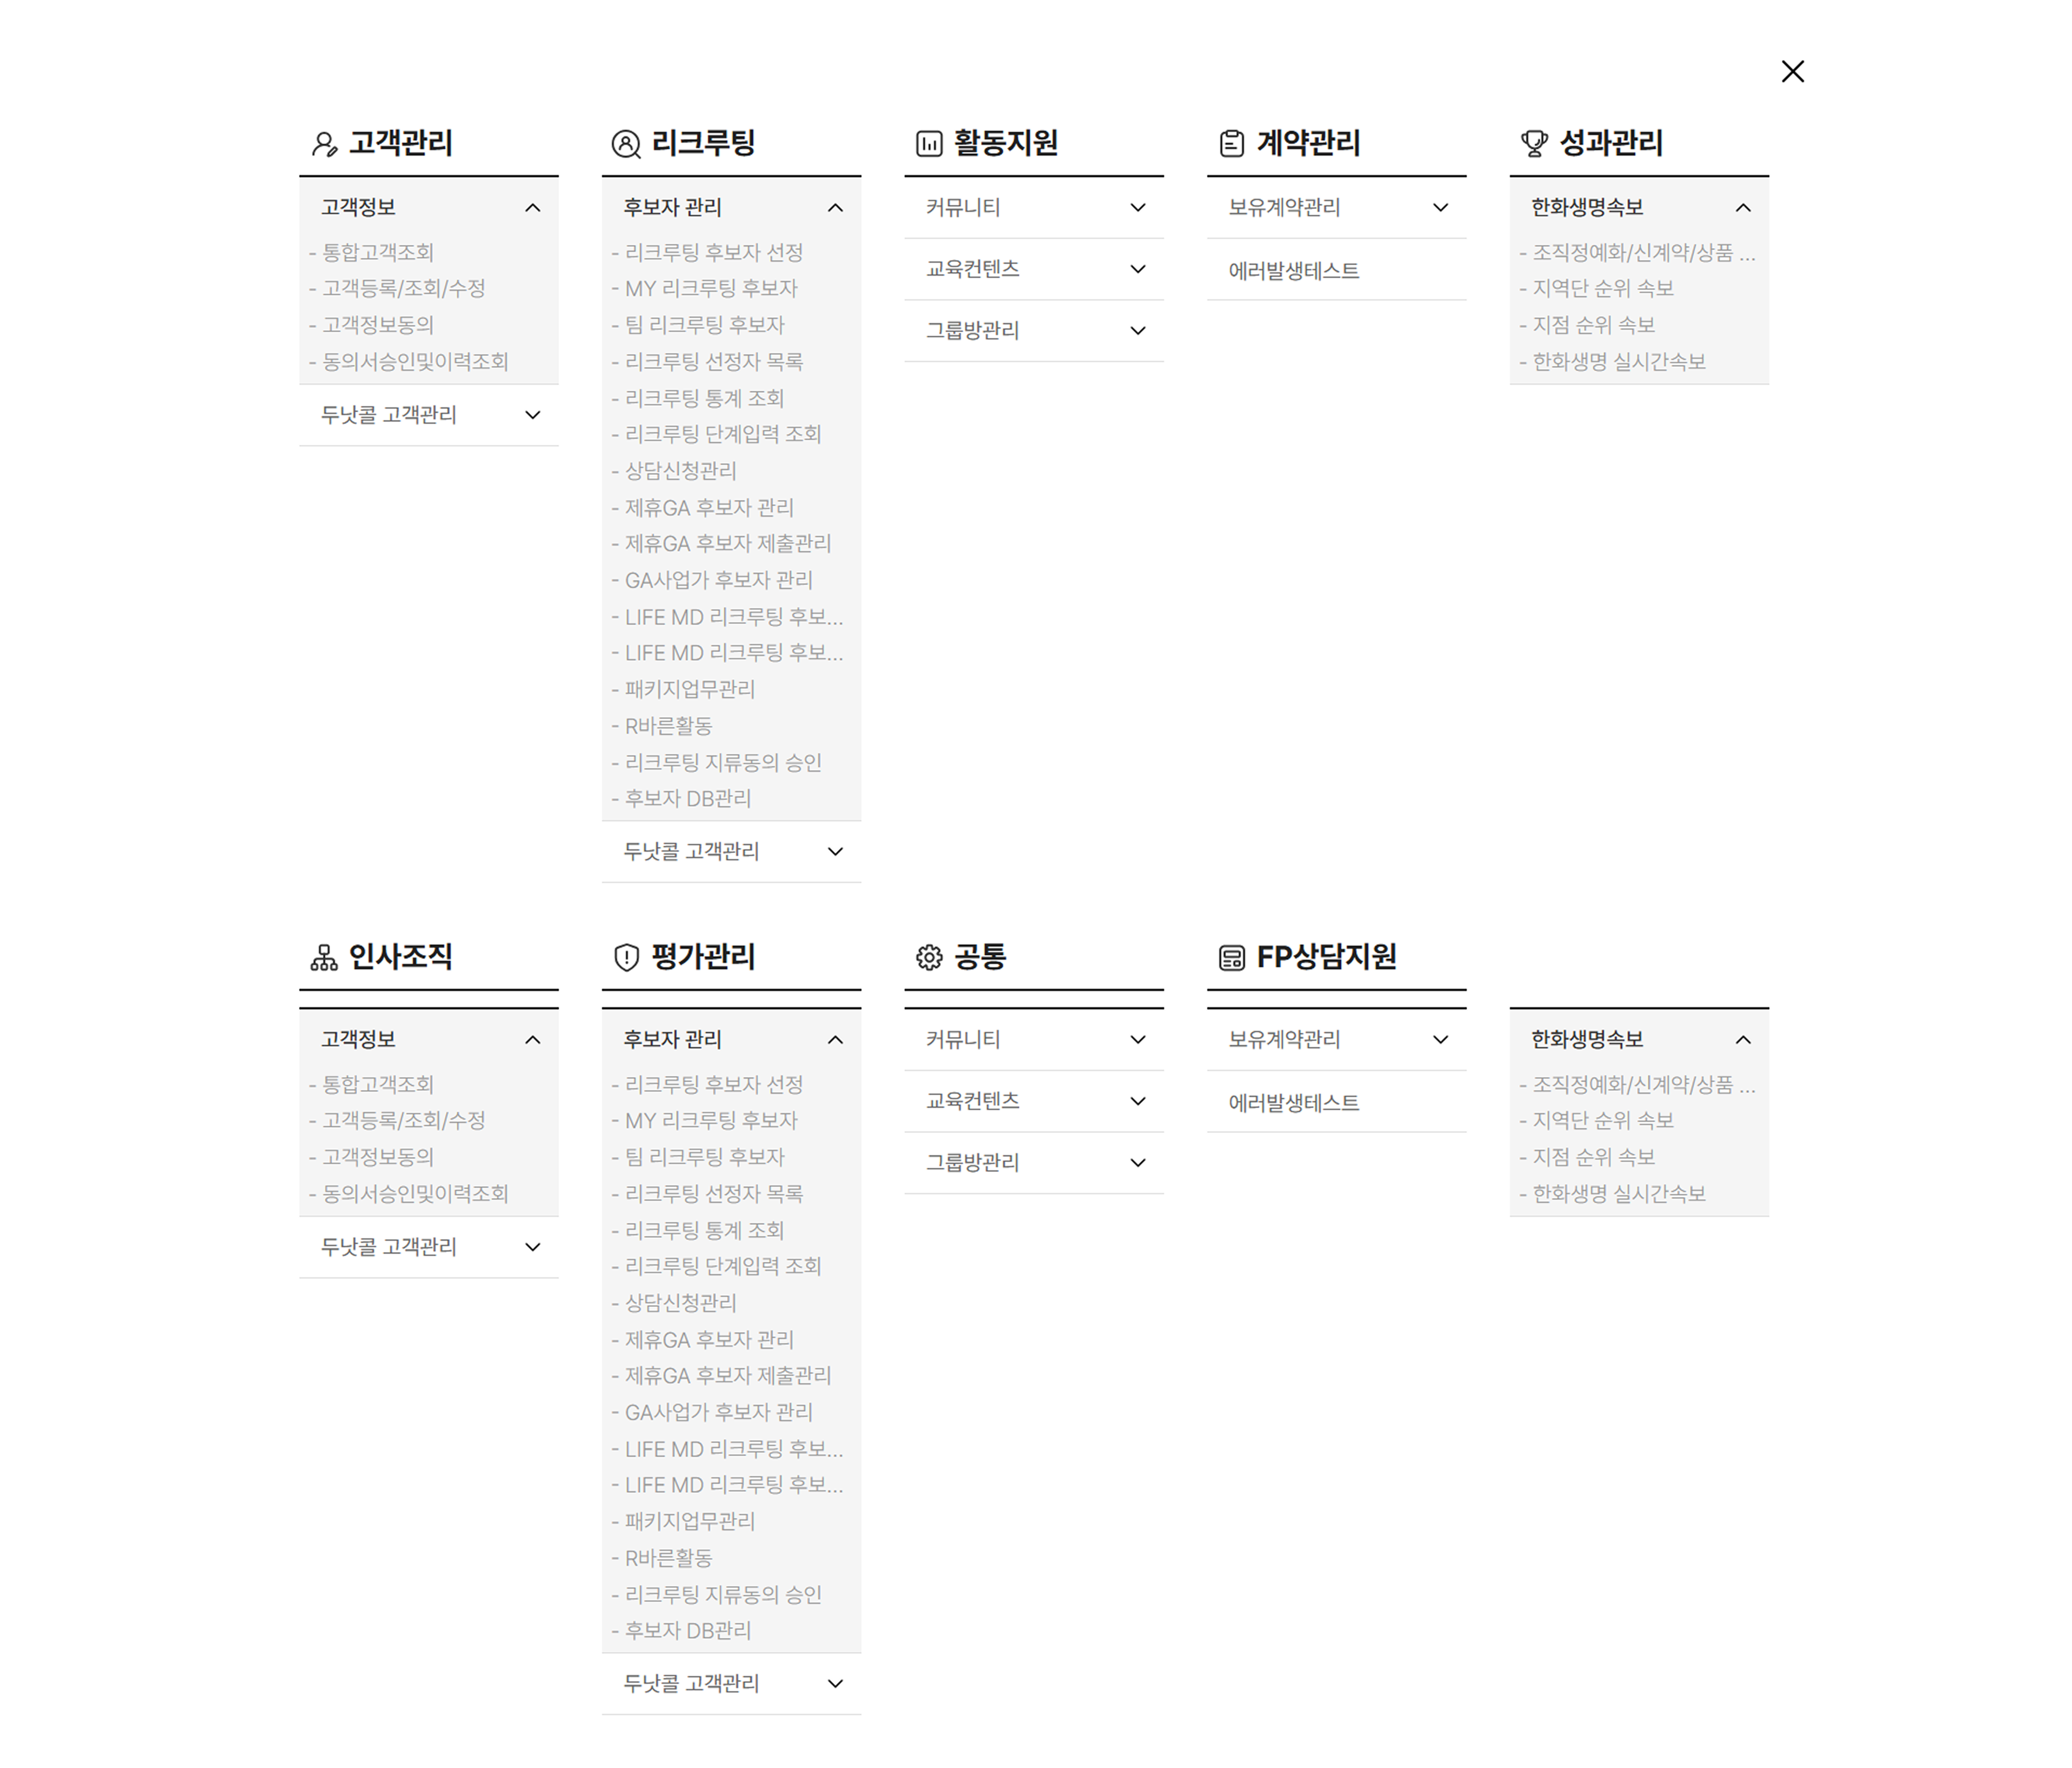 고객관리
고객정보
- 통합고객조회
- 고객등록/조회/수정
- 고객정보동의
- 동의서승인및이력조회
두낫콜 고객관리
리크루팅
후보자 관리
- 리크루팅 후보자 선정
- MY 리크루팅 후보자
- 팀 리크루팅 후보자
- 리크루팅 선정자 목록
- 리크루팅 통계 조회
- 리크루팅 단계입력 조회
- 상담신청관리
- 제휴GA 후보자 관리
- 제휴GA 후보자 제출관리
- GA사업가 후보자 관리
- LIFE MD 리크루팅 후보...
- LIFE MD 리크루팅 후보...
- 패키지업무관리
- R바른활동
- 리크루팅 지류동의 승인
- 후보자 DB관리
두낫콜 고객관리
활동지원
커뮤니티
교육컨텐츠
그룹방관리
계약관리
보유계약관리
에러발생테스트
성과관리
한화생명속보
- 조직정예화/신계약/상품 ...
- 지역단 순위 속보
- 지점 순위 속보
- 한화생명 실시간속보
인사조직
고객정보
- 통합고객조회
- 고객등록/조회/수정
- 고객정보동의
- 동의서승인및이력조회
두낫콜 고객관리
평가관리
후보자 관리
- 리크루팅 후보자 선정
- MY 리크루팅 후보자
- 팀 리크루팅 후보자
- 리크루팅 선정자 목록
- 리크루팅 통계 조회
- 리크루팅 단계입력 조회
- 상담신청관리
- 제휴GA 후보자 관리
- 제휴GA 후보자 제출관리
- GA사업가 후보자 관리
- LIFE MD 리크루팅 후보...
- LIFE MD 리크루팅 후보...
- 패키지업무관리
- R바른활동
- 리크루팅 지류동의 승인
- 후보자 DB관리
두낫콜 고객관리
공통
커뮤니티
교육컨텐츠
그룹방관리
FP상담지원
보유계약관리
에러발생테스트
한화생명속보
- 조직정예화/신계약/상품 ...
- 지역단 순위 속보
- 지점 순위 속보
- 한화생명 실시간속보